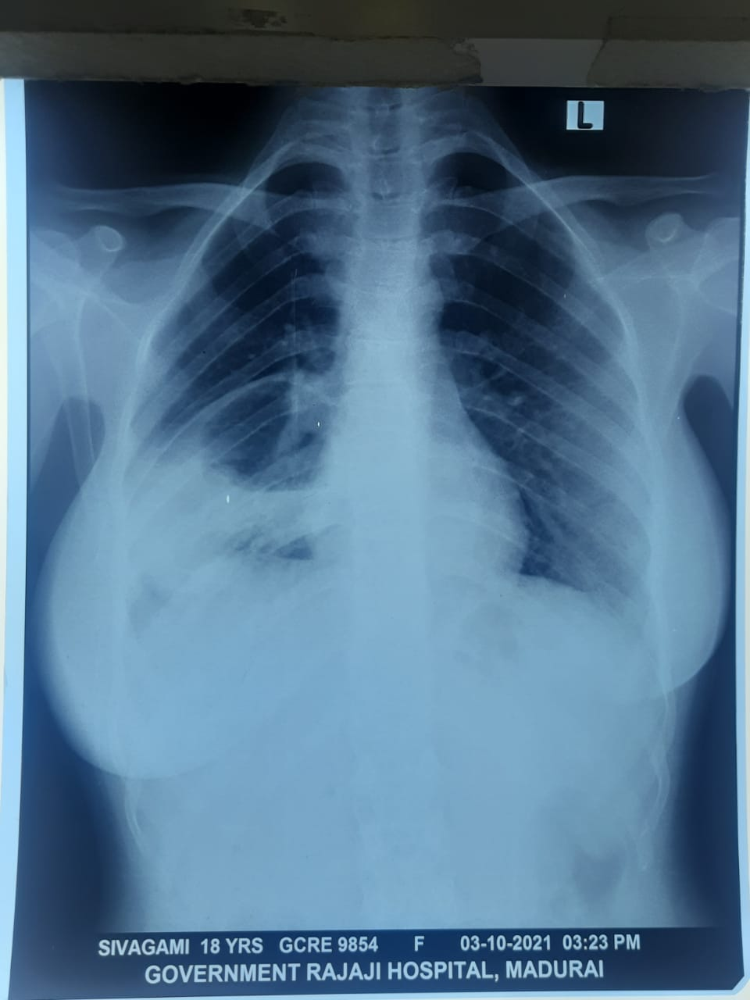 L
SIVAGAMI 18 YRS GCRE 9854 F 03-10-2021 03:23 PM
GOVERNMENT RAJAJI HOSPITAL, MADURAI